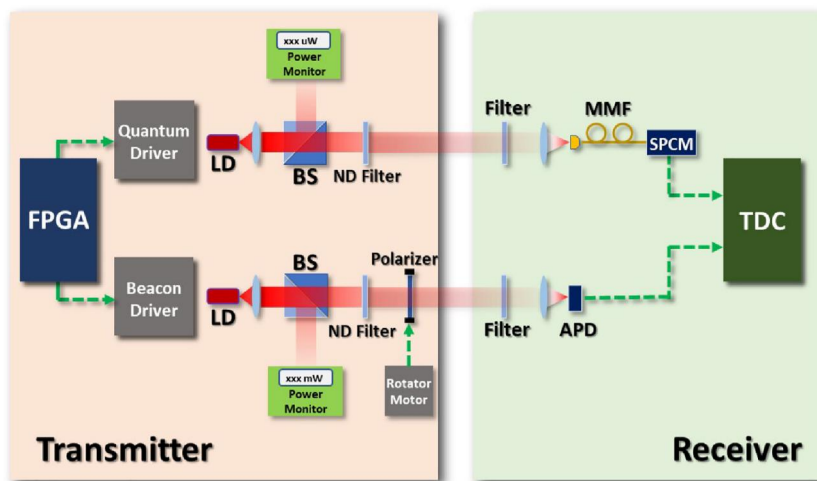 xxx uW
Power
Monitor
Quantum
Driver
LD
BS
ND Filter
Filter
MMF
SPCM
FPGA
TDC
Beacon
Driver
LD
BS
ND Filter
Polarizer
Filter
APD
xxx mW
Power
Monitor
Rotator
Motor
Transmitter
Receiver